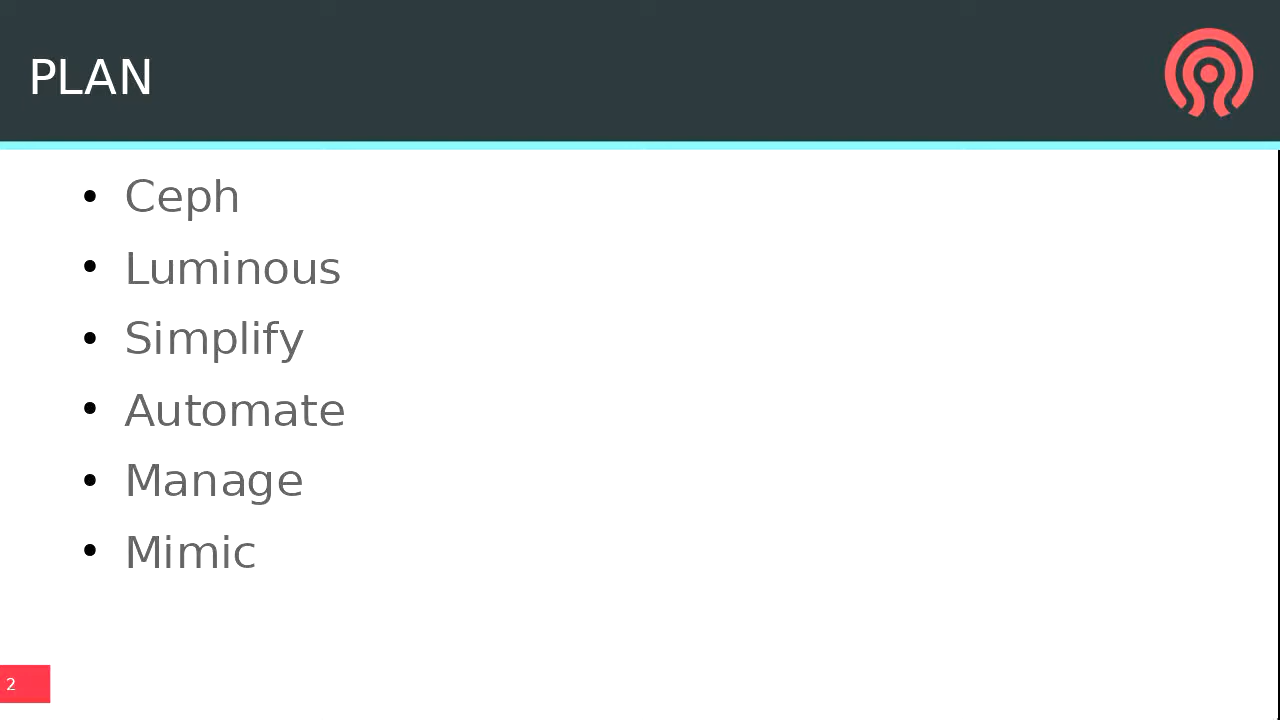 PLAN
• Ceph
• Luminous
• Simplify
• Automate
• Manage
• Mimic
2